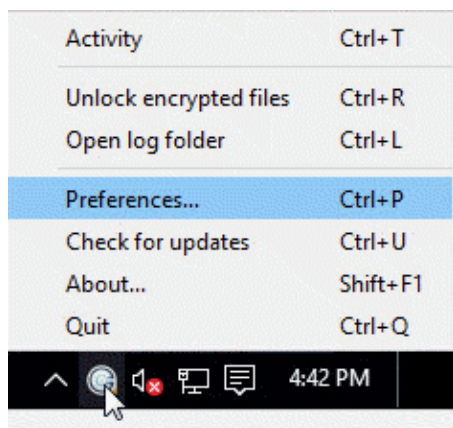 Activity Ctrl+T
Unlock encrypted files Ctrl+R
Open log folder Ctrl+L
Preferences... Ctrl+P
Check for updates Ctrl+U
About... Shift+F1
Quit Ctrl+Q
4:42 PM